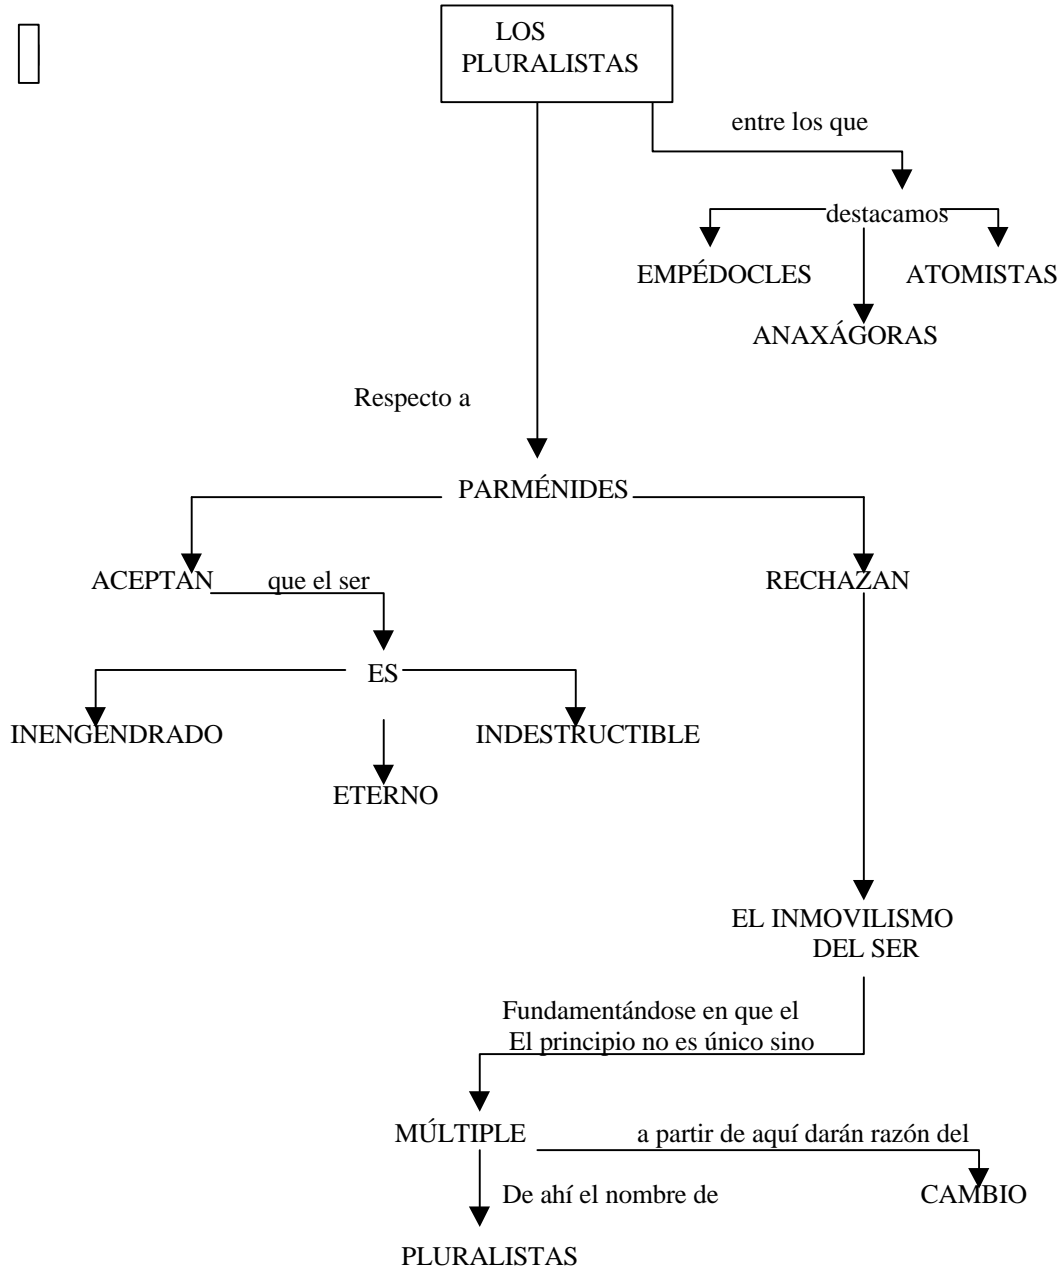 LOS
PLURALISTAS
entre los que
destacamos
EMPÉDOCLES
ATOMISTAS
ANAXÁGORAS
Respecto a
PARMÉNIDES
ACEPTAN
que el ser
RECHAZAN
ES
INENGENDRADO
INDESTRUCTIBLE
ETERNO
EL INMOVILISMO
DEL SER
Fundamentándose en que el
El principio no es único sino
MÚLTIPLE
a partir de aquí darán razón del
De ahí el nombre de
CAMBIO
PLURALISTAS